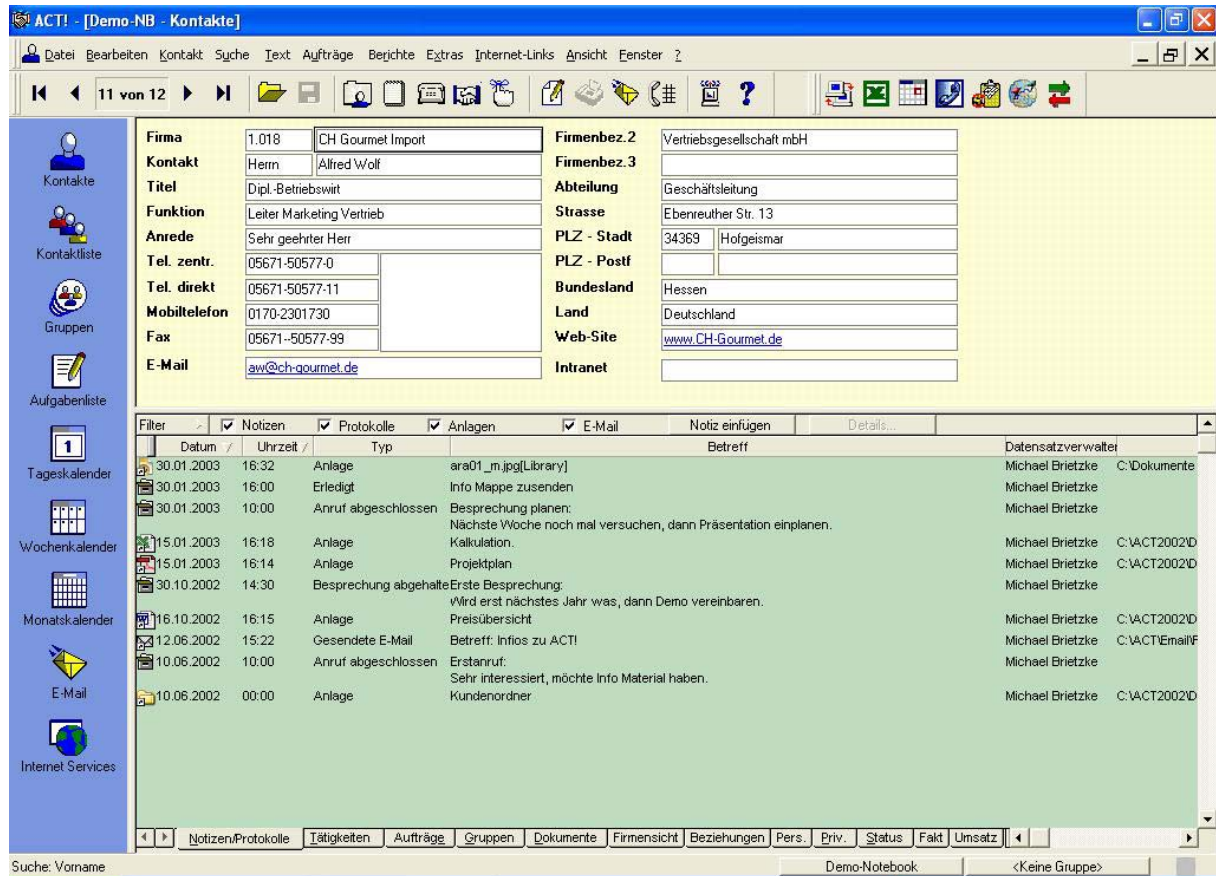 ACT! - [Demo-NB - Kontakte]
Datei Bearbeiten Kontakt Suche Text Aufträge Berichte Extras Internet-Links Ansicht Fenster ?
11 von 12
Kontakte
Kontaktliste
Gruppen
Aufgabenliste
1
Tageskalender
Wochenkalender
Monatskalender
E-Mail
Internet Services
Firma 1.018 CH Gourmet Import
Kontakt Herrn Alfred Wolf
Titel Dipl.-Betriebswirt
Funktion Leiter Marketing Vertrieb
Anrede Sehr geehrter Herr
Tel. zentr. 05671-50577-0
Tel. direkt 05671-50577-11
Mobiltelefon 0170-2301730
Fax 05671--50577-99
E-Mail aw@ch-gourmet.de
Firmenbez.2 Vertriebsgesellschaft mbH
Firmenbez.3
Abteilung Geschäftsleitung
Strasse Ebenreuther Str. 13
PLZ - Stadt 34369 Hofgeismar
PLZ - Postf
Bundesland Hessen
Land Deutschland
Web-Site www.CH-Gourmet.de
Intranet
Filter Notizen Protokolle Anlagen E-Mail Notiz einfügen Details...
Datum Uhrzeit Typ Betreff Datensatzverwalter
30.01.2003 16:32 Anlage ara01_m.jpg[Library] Michael Brietzke C:\Dokumente
30.01.2003 16:00 Erledigt Info Mappe zusenden Michael Brietzke
30.01.2003 10:00 Anruf abgeschlossen Besprechung planen: Michael Brietzke
Nächste Woche noch mal versuchen, dann Präsentation einplanen.
15.01.2003 16:18 Anlage Kalkulation. Michael Brietzke C:\ACT2002\D
15.01.2003 16:14 Anlage Projektplan Michael Brietzke C:\ACT2002\D
30.10.2002 14:30 Besprechung abgehalte Erste Besprechung: Michael Brietzke
Wird erst nächstes Jahr was, dann Demo vereinbaren.
16.10.2002 16:15 Anlage Preisübersicht Michael Brietzke C:\ACT2002\D
12.06.2002 15:22 Gesendete E-Mail Betreff: Infios zu ACT! Michael Brietzke C:\ACT\Email\F
10.06.2002 10:00 Anruf abgeschlossen Erstanruf: Michael Brietzke
Sehr interessiert, möchte Info Material haben.
10.06.2002 00:00 Anlage Kundenordner Michael Brietzke C:\ACT2002\D
Notizen/Protokolle Tätigkeiten Aufträge Gruppen Dokumente Firmensicht Beziehungen Pers. Priv. Status Fakt Umsatz
Suche: Vorname Demo-Notebook <Keine Gruppe>